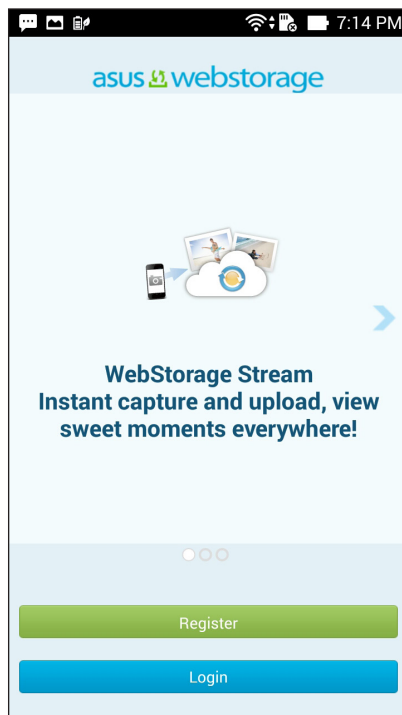 7:14 PM
asus webstorage
WebStorage Stream
Instant capture and upload, view
sweet moments everywhere!
Register
Login